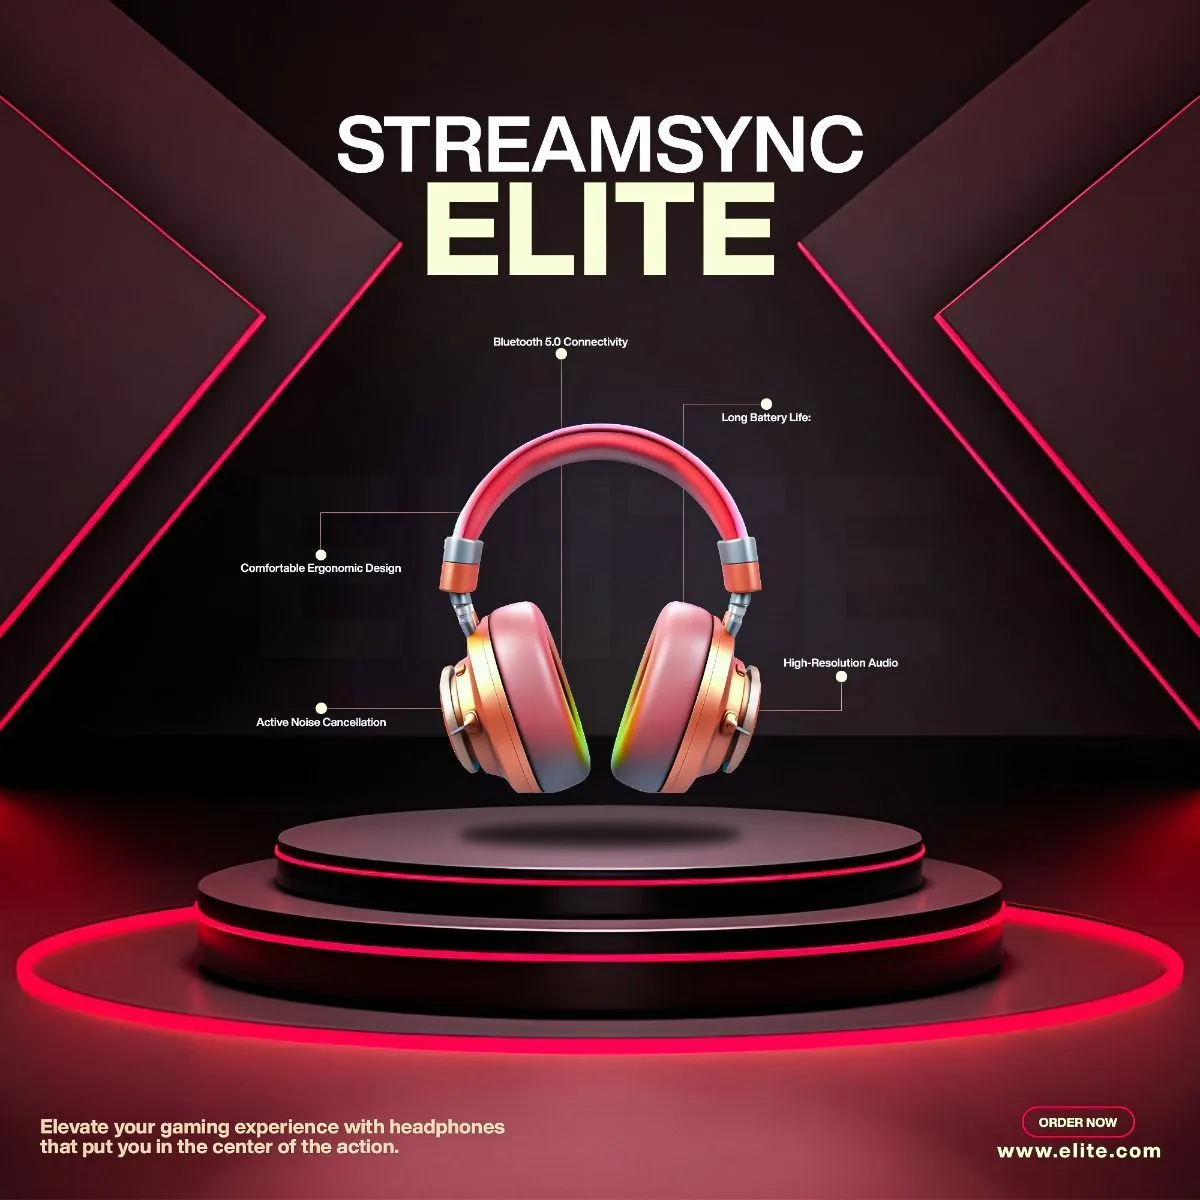 STREAMSYNC
ELITE
Bluetooth 5.0 Connectivity
Long Battery Life:
Comfortable Ergonomic Design
High-Resolution Audio
Active Noise Cancellation
Elevate your gaming experience with headphones
that put you in the center of the action.
ORDER NOW
www.elite.com